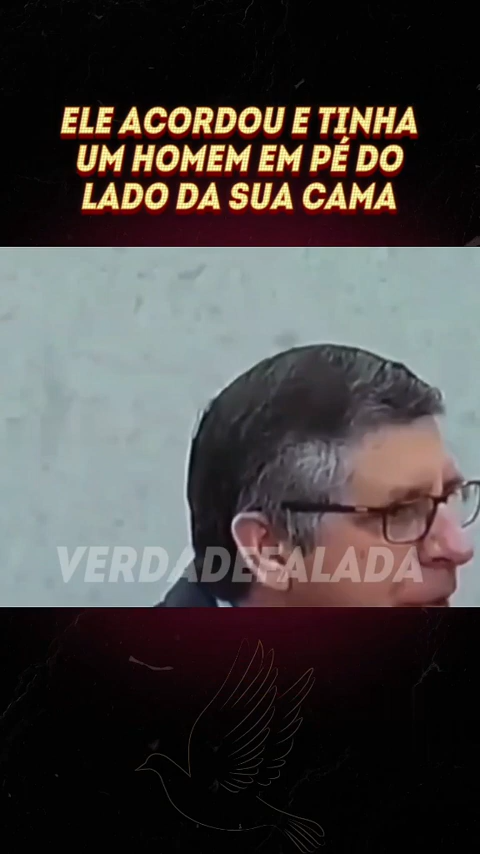 ELE ACORDOU E TINHA
UM HOMEM EM PÉ DO
LADO DA SUA CAMA
VERDADEFALADA